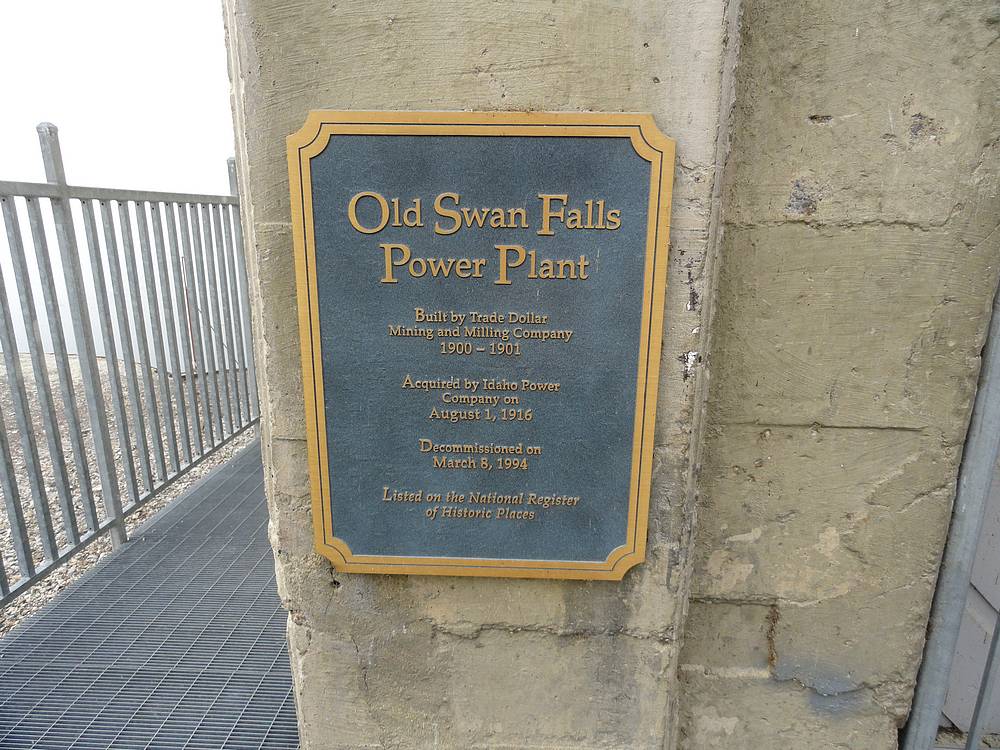 Old Swan Falls
Power Plant
Built by Trade Dollar
Mining and Milling Company
1900 – 1901
Acquired by Idaho Power
Company on
August 1, 1916
Decommissioned on
March 8, 1994
Listed on the National Register
of Historic Places